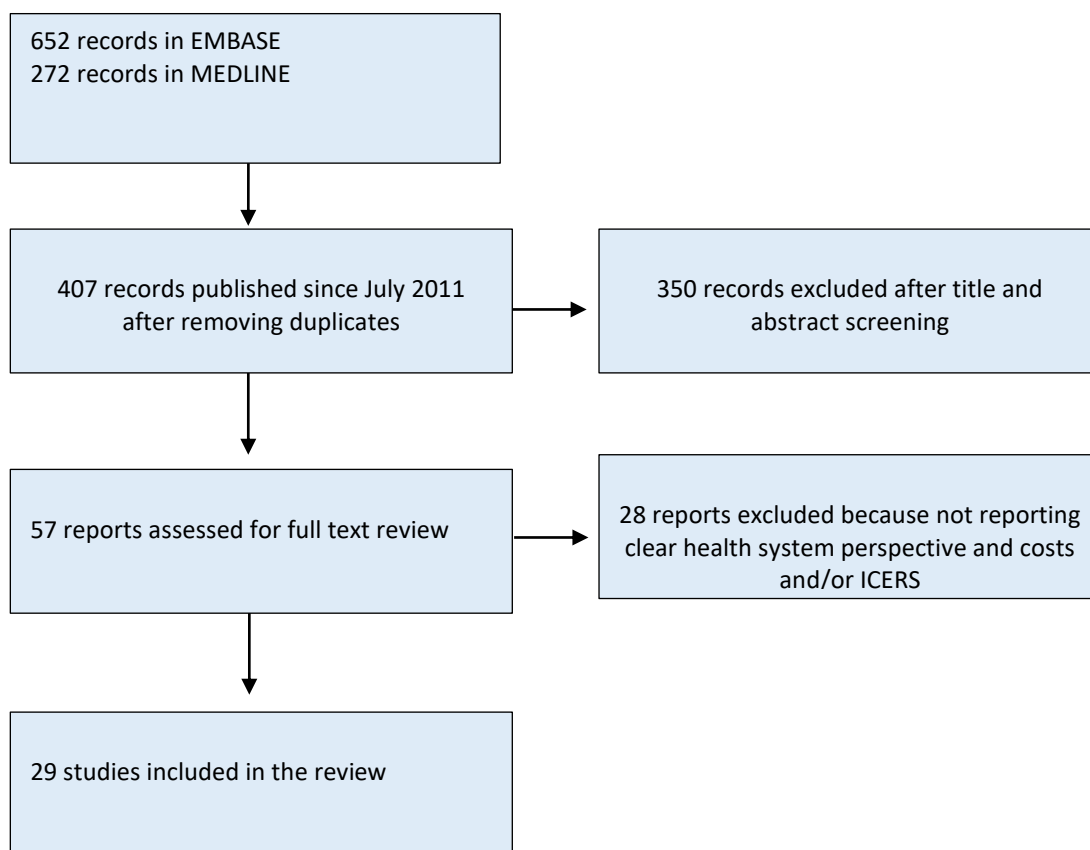 652 records in EMBASE
272 records in MEDLINE
407 records published since July 2011
after removing duplicates
350 records excluded after title and
abstract screening
57 reports assessed for full text review
28 reports excluded because not reporting
clear health system perspective and costs
and/or ICERS
29 studies included in the review